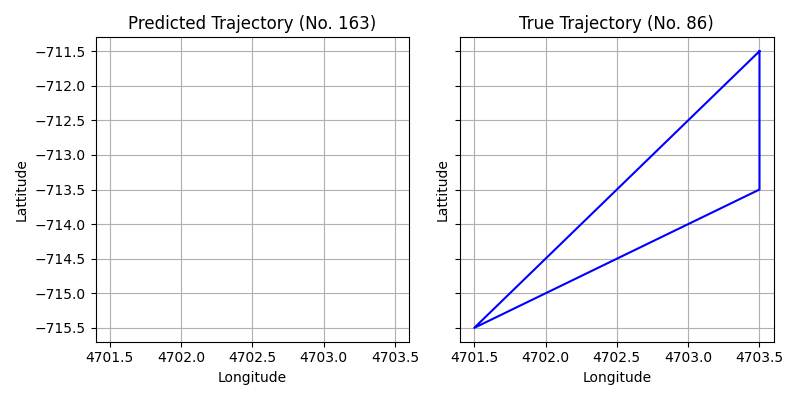 Predicted Trajectory (No. 163)
True Trajectory (No. 86)
−711.5
−712.0
−712.5
−713.0
−713.5
−714.0
−714.5
−715.0
−715.5
Lattitude
Lattitude
4701.5 4702.0 4702.5 4703.0 4703.5
4701.5 4702.0 4702.5 4703.0 4703.5
Longitude
Longitude